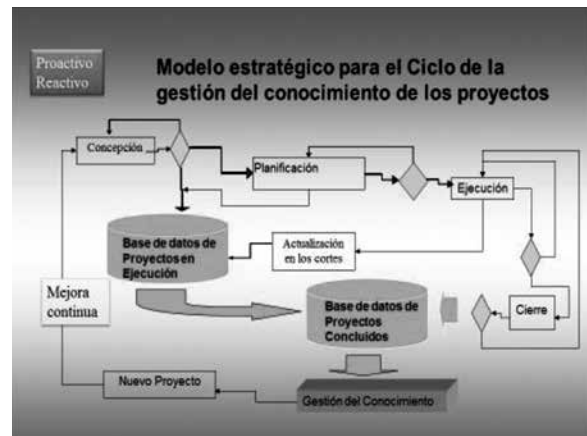 Proactivo
Reactivo
Modelo estratégico para el Ciclo de la
gestión del conocimiento de los proyectos
Concepción
Planificación
Ejecución
Base de datos de
Proyectos en
Ejecución
Actualización
en los cortes
Mejora
continua
Base de datos de
Proyectos
Concluidos
Cierre
Nuevo Proyecto
Gestión del Conocimiento